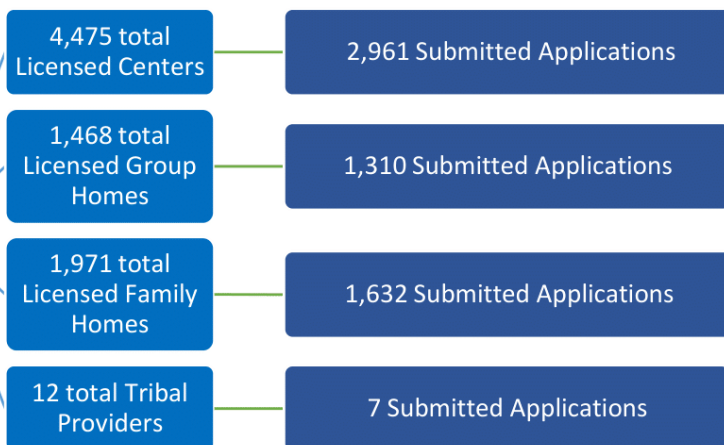 4,475 total
Licensed Centers
2,961 Submitted Applications
1,468 total
Licensed Group
Homes
1,310 Submitted Applications
1,971 total
Licensed Family
Homes
1,632 Submitted Applications
12 total Tribal
Providers
7 Submitted Applications